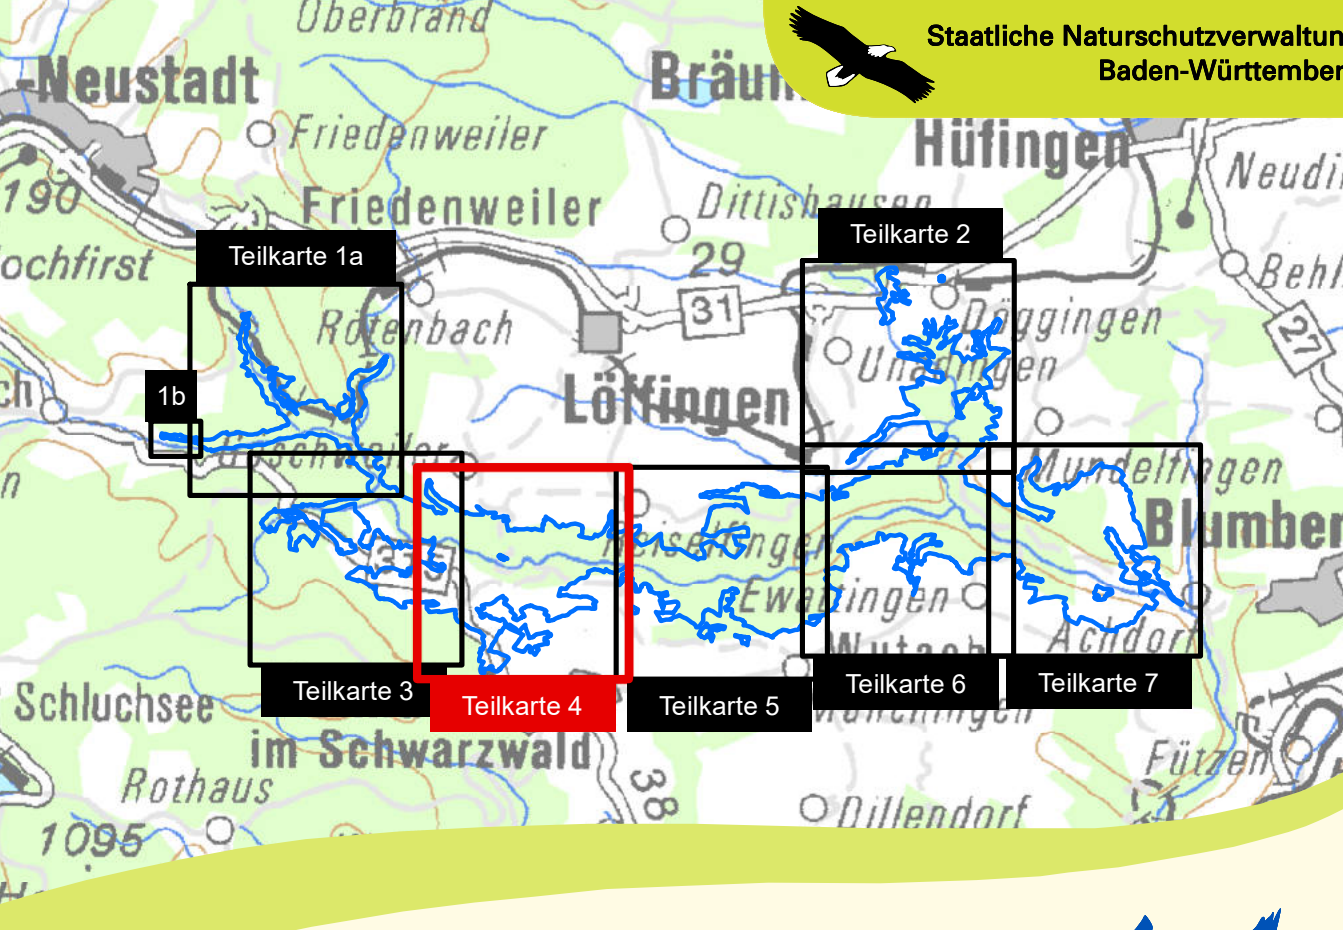 Oberbrand
Staatliche Naturschutzverwaltun
Baden-Württember
-Neustadt
Bräun
Friedenweiler
Hüfingen
190
Neudi
Friedenweiler
Dittishausen
Teilkarte 2
ochfirst
Teilkarte 1a
29
Behl
31
Döggingen
Rötenbach
27
Unadingen
ch
1b
Löffingen
Mundelfingen
n
Blumber
Reiselfingen
Ewattingen
Achdorf
Wutach
Teilkarte 3
Teilkarte 4
Teilkarte 5
Teilkarte 6
Teilkarte 7
Schluchsee
im Schwarzwald
Fützen
Rothaus
38
Dillendorf
1095